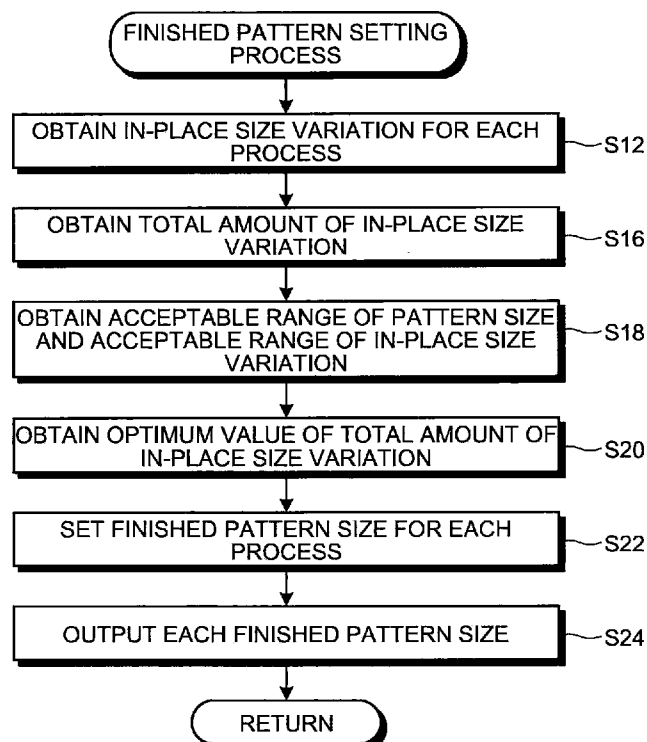 FINISHED PATTERN SETTING
PROCESS
OBTAIN IN-PLACE SIZE VARIATION FOR EACH
PROCESS
S12
OBTAIN TOTAL AMOUNT OF IN-PLACE SIZE
VARIATION
S16
OBTAIN ACCEPTABLE RANGE OF PATTERN SIZE
AND ACCEPTABLE RANGE OF IN-PLACE SIZE
VARIATION
S18
OBTAIN OPTIMUM VALUE OF TOTAL AMOUNT OF
IN-PLACE SIZE VARIATION
S20
SET FINISHED PATTERN SIZE FOR EACH
PROCESS
S22
OUTPUT EACH FINISHED PATTERN SIZE
S24
RETURN